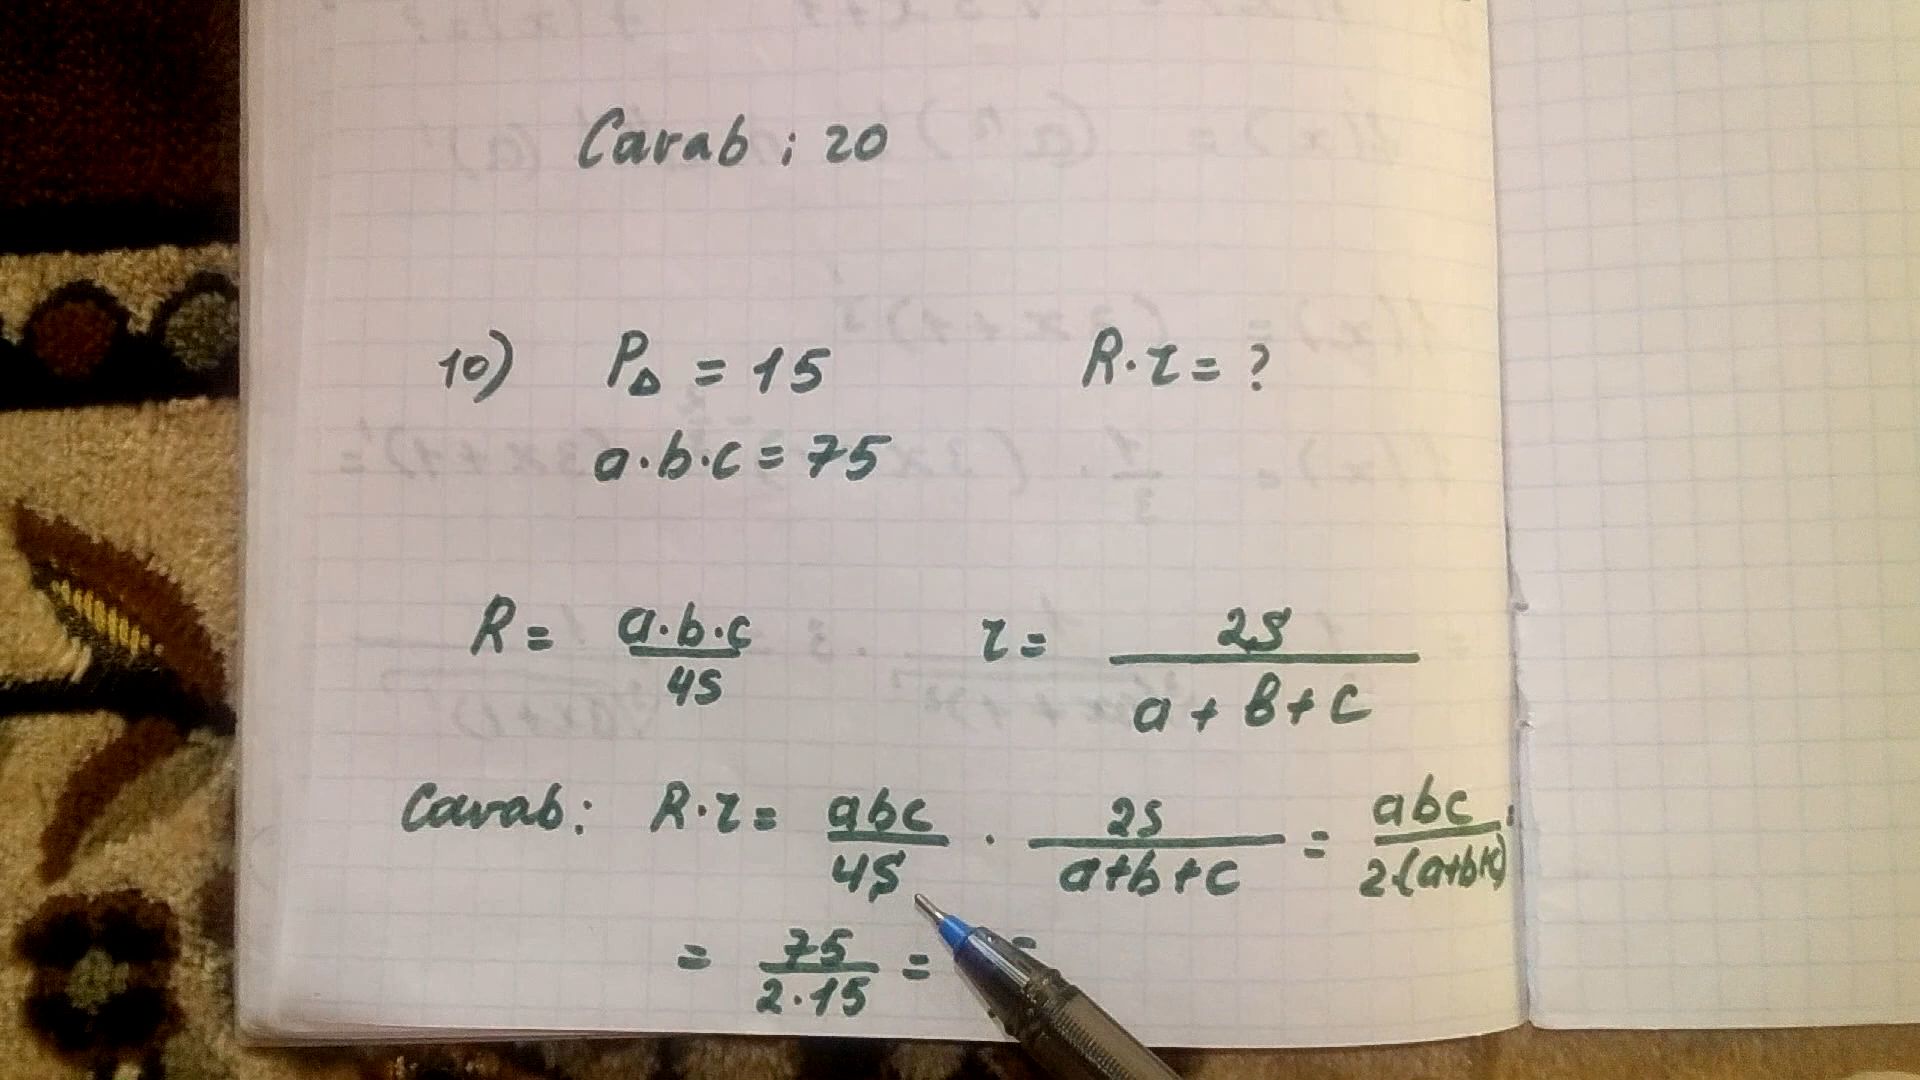 Cavab: 20
10) P△ = 15 R·r = ?
a·b·c = 75
R = a·b·c/4S r = 2S/a+b+c
Cavab: R·r = abc/4S · 2S/a+b+c = abc/2·(a+b+c) =
= 75/2·15 =